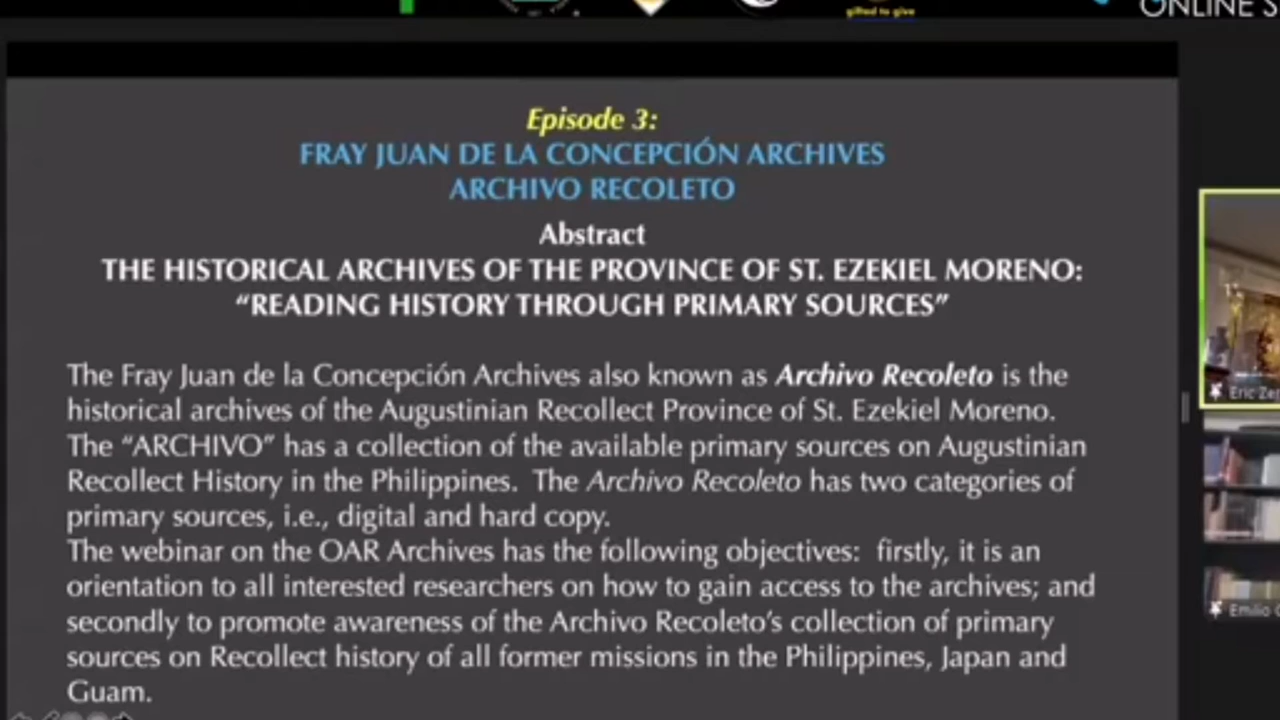 gifted to give
ONLINE S
Episode 3:
FRAY JUAN DE LA CONCEPCIÓN ARCHIVES
ARCHIVO RECOLETO
Abstract
THE HISTORICAL ARCHIVES OF THE PROVINCE OF ST. EZEKIEL MORENO:
“READING HISTORY THROUGH PRIMARY SOURCES”
The Fray Juan de la Concepción Archives also known as Archivo Recoleto is the
historical archives of the Augustinian Recollect Province of St. Ezekiel Moreno.
The “ARCHIVO” has a collection of the available primary sources on Augustinian
Recollect History in the Philippines. The Archivo Recoleto has two categories of
primary sources, i.e., digital and hard copy.
The webinar on the OAR Archives has the following objectives: firstly, it is an
orientation to all interested researchers on how to gain access to the archives; and
secondly to promote awareness of the Archivo Recoleto’s collection of primary
sources on Recollect history of all former missions in the Philippines, Japan and
Guam.
Eric
Emilio